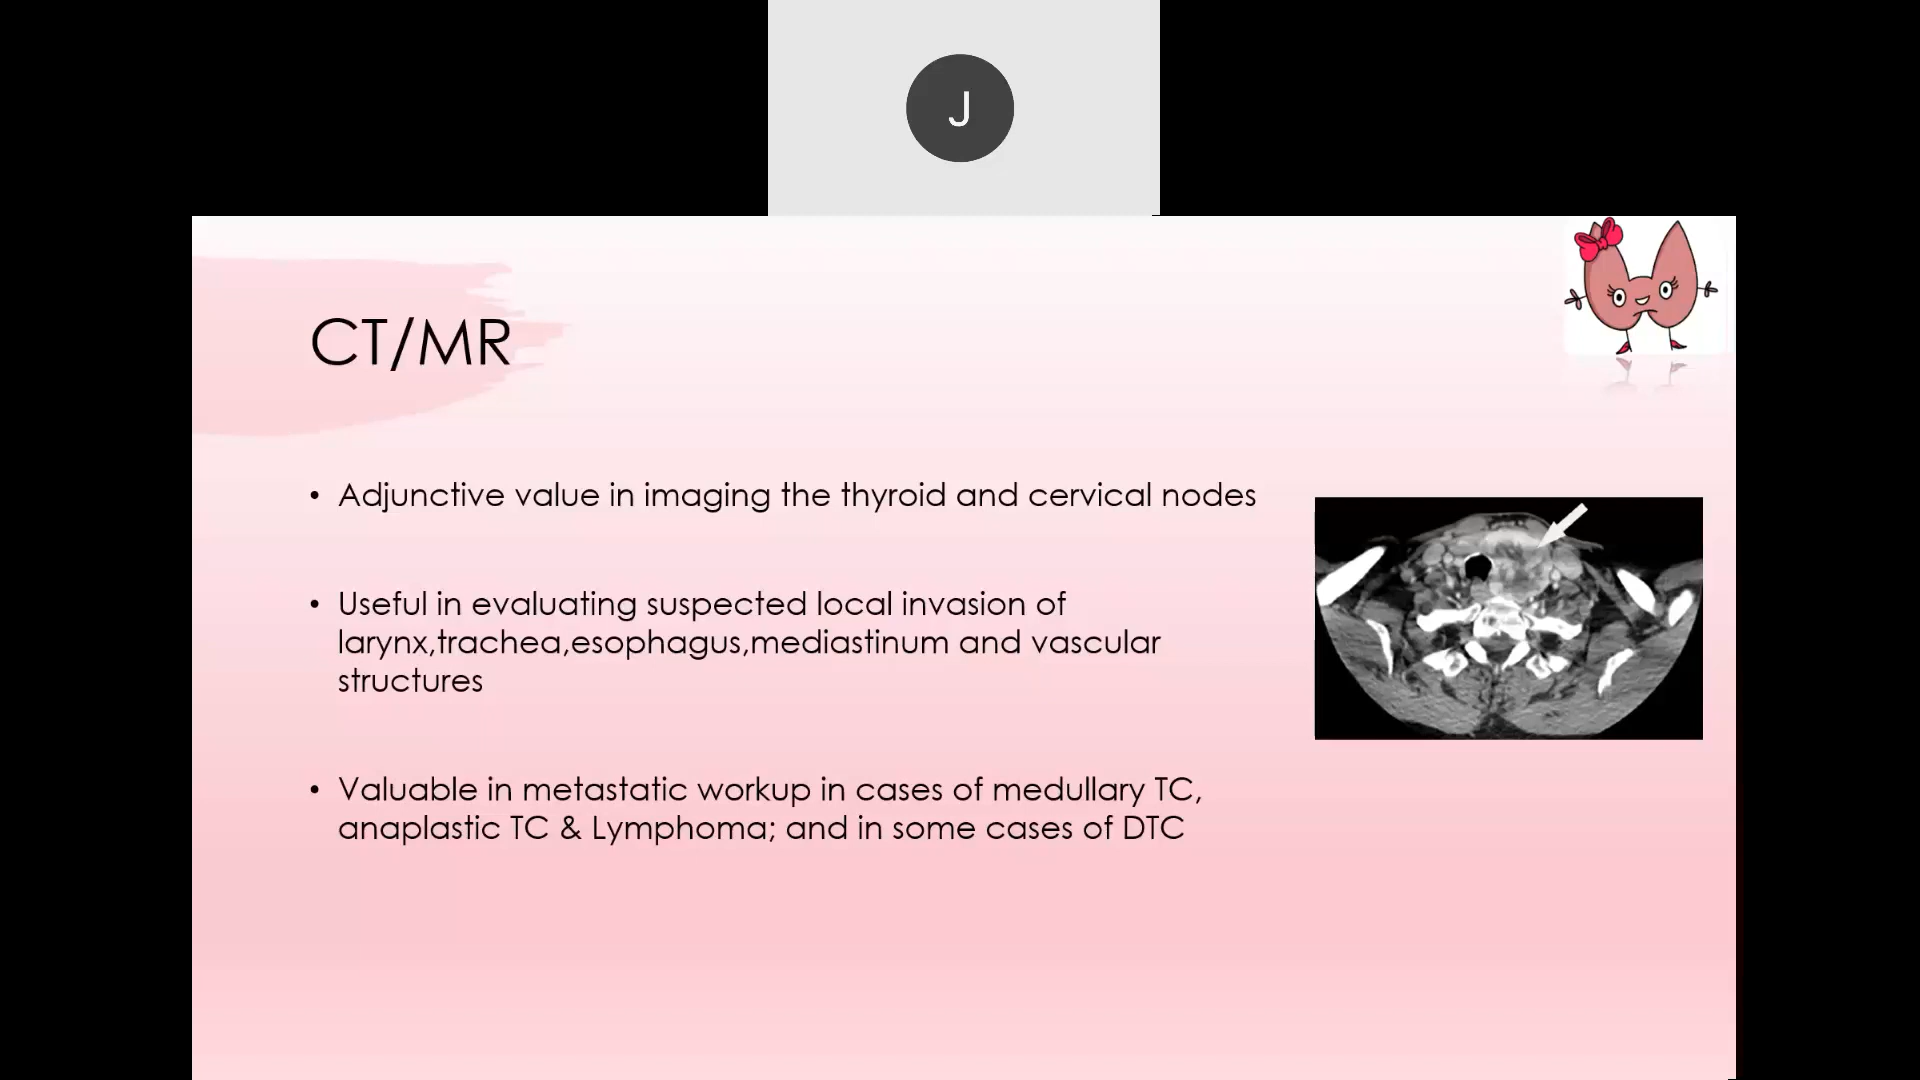 J
CT/MR
• Adjunctive value in imaging the thyroid and cervical nodes
• Useful in evaluating suspected local invasion of
larynx,trachea,esophagus,mediastinum and vascular
structures
• Valuable in metastatic workup in cases of medullary TC,
anaplastic TC & Lymphoma; and in some cases of DTC